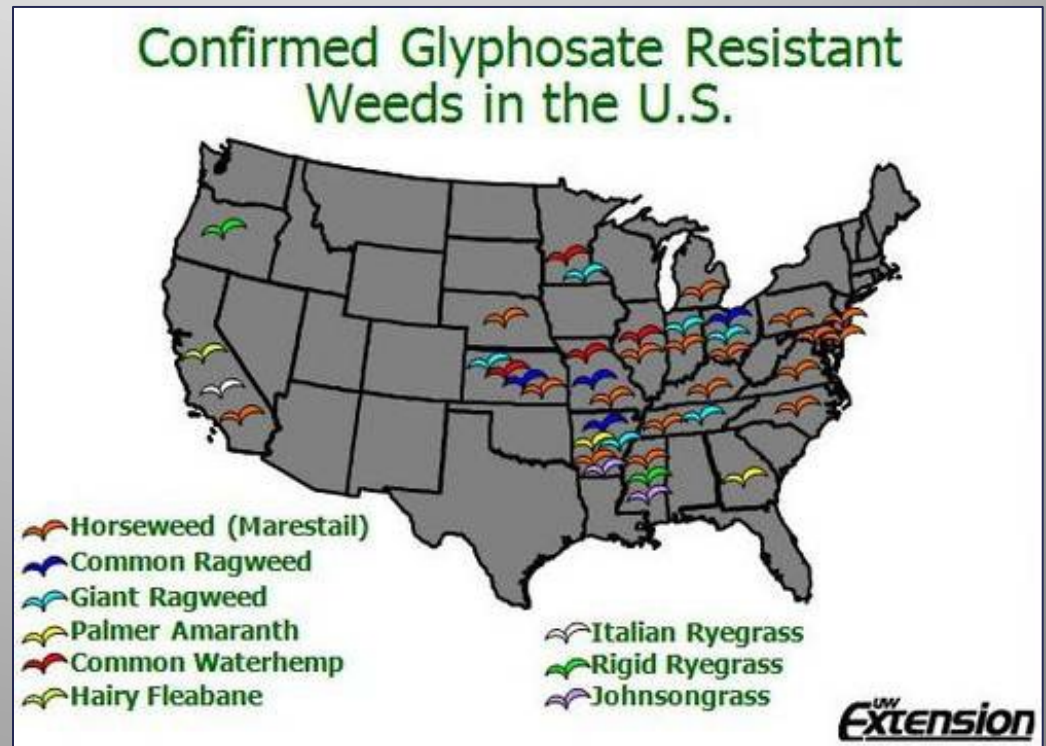 Confirmed Glyphosate Resistant
Weeds in the U.S.
Horseweed (Marestail)
Common Ragweed
Giant Ragweed
Palmer Amaranth
Common Waterhemp
Hairy Fleabane
Italian Ryegrass
Rigid Ryegrass
Johnsongrass
UW
Extension